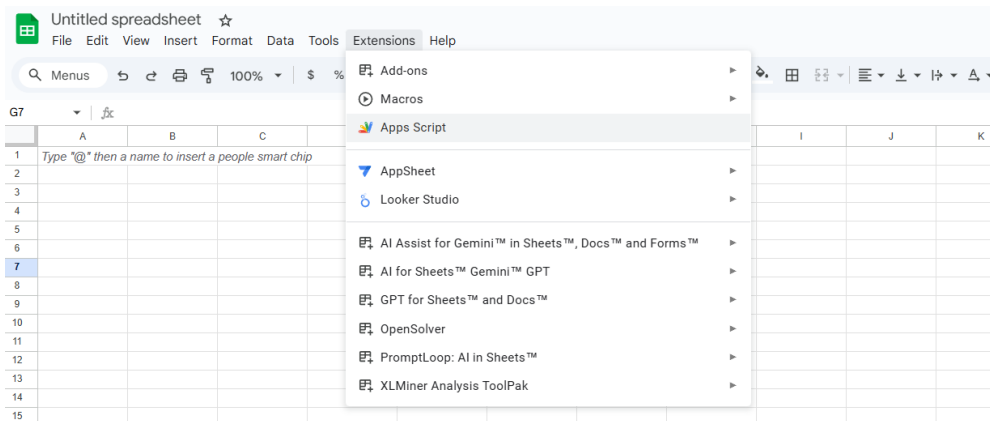 Untitled spreadsheet
File Edit View Insert Format Data Tools Extensions Help
Menus 100% $ %
G7 fx
A B C I J K
Add-ons
Macros
Apps Script
AppSheet
Looker Studio
AI Assist for Gemini™ in Sheets™, Docs™ and Forms™
AI for Sheets™ Gemini™ GPT
GPT for Sheets™ and Docs™
OpenSolver
PromptLoop: AI in Sheets™
XLMiner Analysis ToolPak
1 Type "@" then a name to insert a people smart chip
2
3
4
5
6
7
8
9
10
11
12
13
14
15